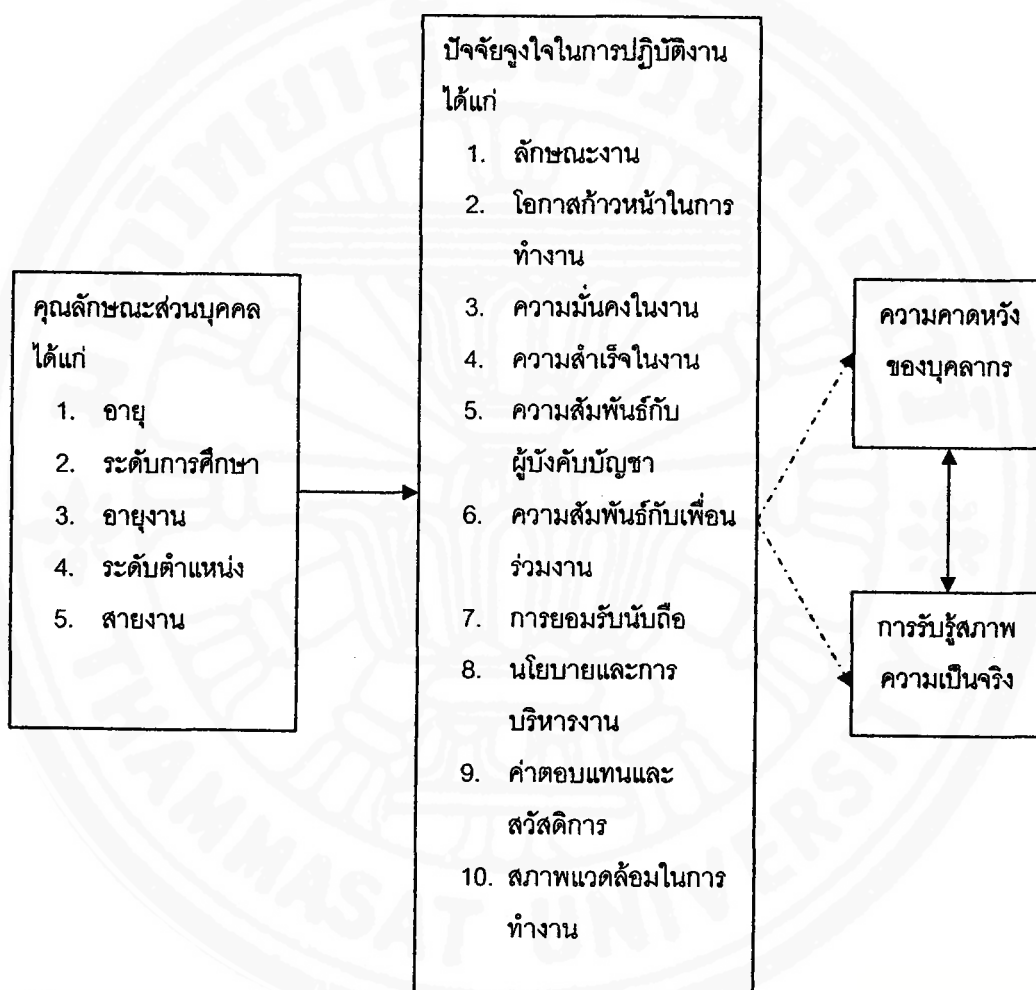 คุณลักษณะส่วนบุคคล
ได้แก่
1. อายุ
2. ระดับการศึกษา
3. อายุงาน
4. ระดับตำแหน่ง
5. สายงาน
ปัจจัยจูงใจในการปฏิบัติงาน
ได้แก่
1. ลักษณะงาน
2. โอกาสก้าวหน้าในการ
ทำงาน
3. ความมั่นคงในงาน
4. ความสำเร็จในงาน
5. ความสัมพันธ์กับ
ผู้บังคับบัญชา
6. ความสัมพันธ์กับเพื่อน
ร่วมงาน
7. การยอมรับนับถือ
8. นโยบายและการ
บริหารงาน
9. ค่าตอบแทนและ
สวัสดิการ
10. สภาพแวดล้อมในการ
ทำงาน
ความคาดหวัง
ของบุคลากร
การรับรู้สภาพ
ความเป็นจริง
THAMMASAT UNIVERSI